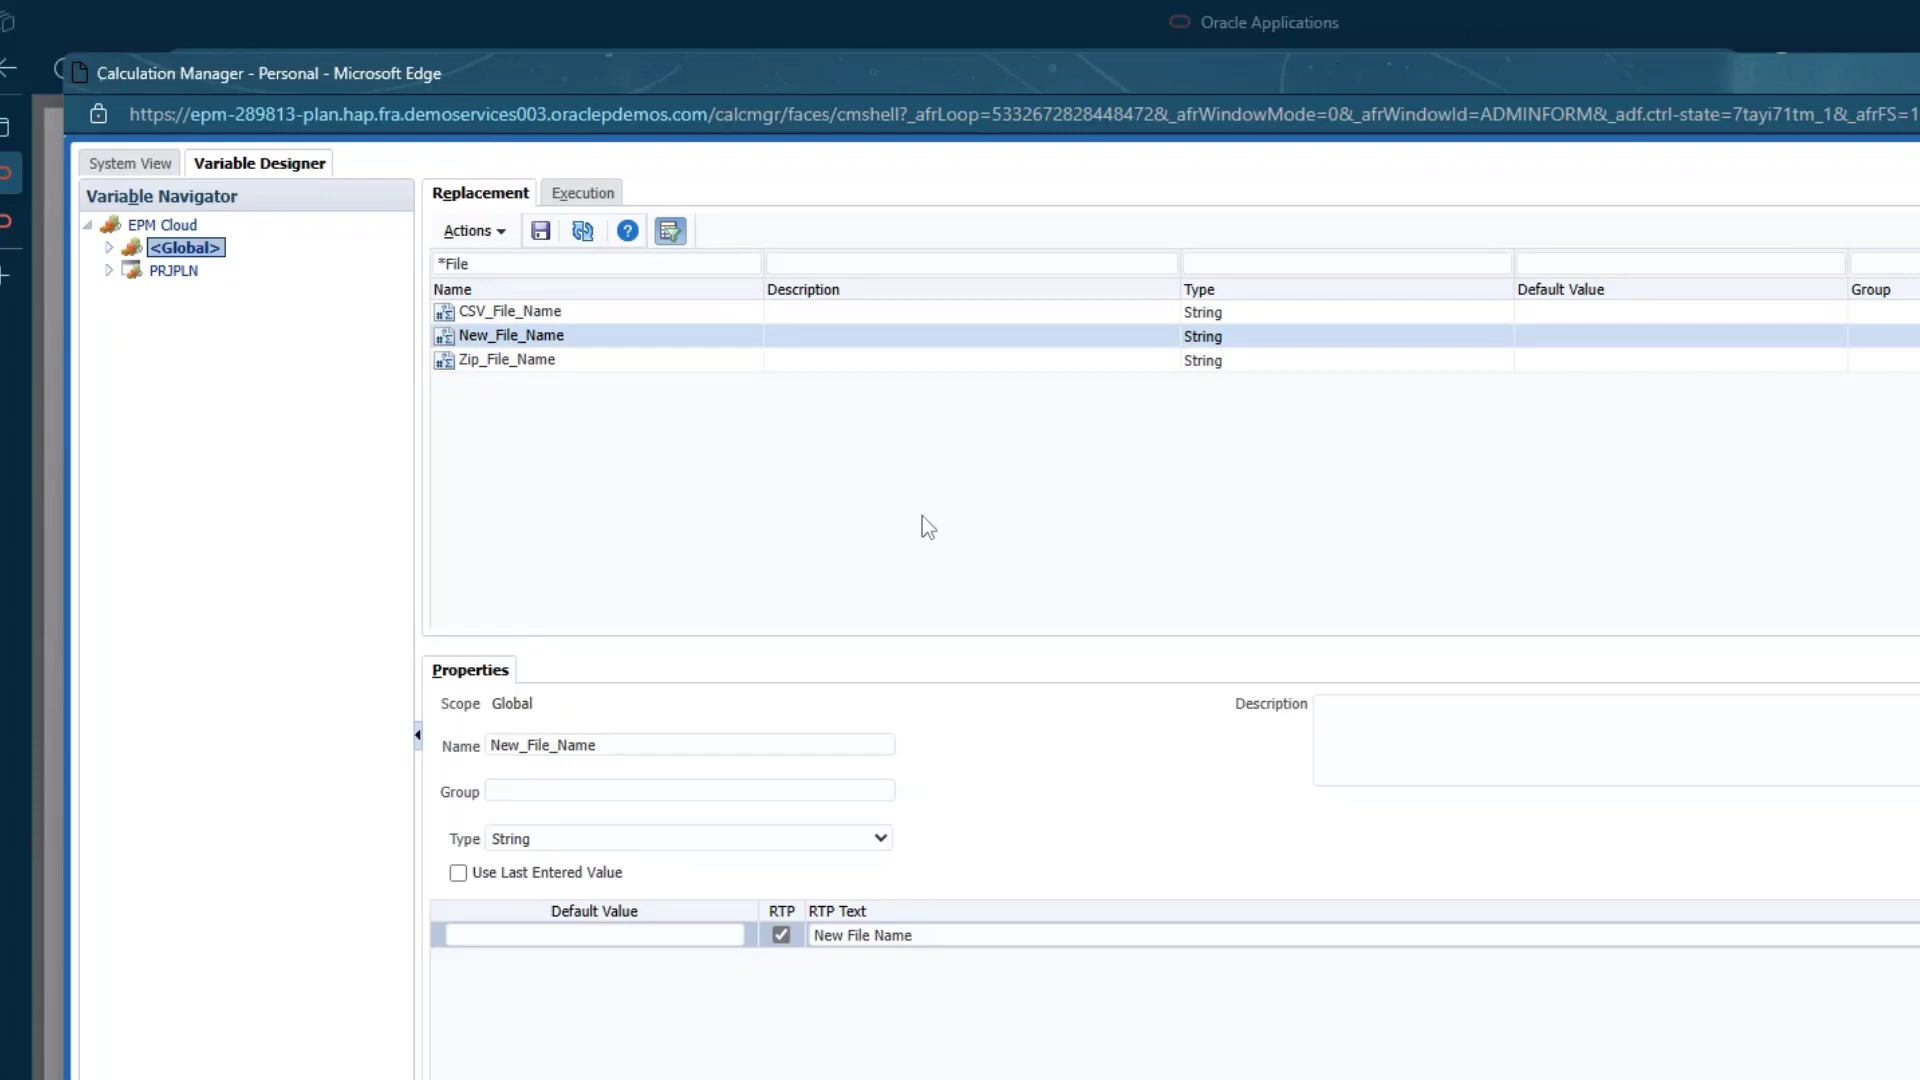 Oracle Applications
Calculation Manager - Personal - Microsoft Edge
https://epm-289813-plan.hap.fra.demoservices003.oraclepdemos.com/calcmgr/faces/cmshell?_afrLoop=5332672828448472&_afrWindowMode=0&_afrWindowId=ADMINFORM&_adf.ctrl-state=7tayi71tm_1&_afrFS=1
System View Variable Designer
Variable Navigator
EPM Cloud
<Global>
PRJPLN
Replacement Execution
Actions
*File
Name Description Type Default Value Group
CSV_File_Name String
New_File_Name String
Zip_File_Name String
Properties
Scope Global Description
Name New_File_Name
Group
Type String
Use Last Entered Value
Default Value RTP RTP Text
New File Name